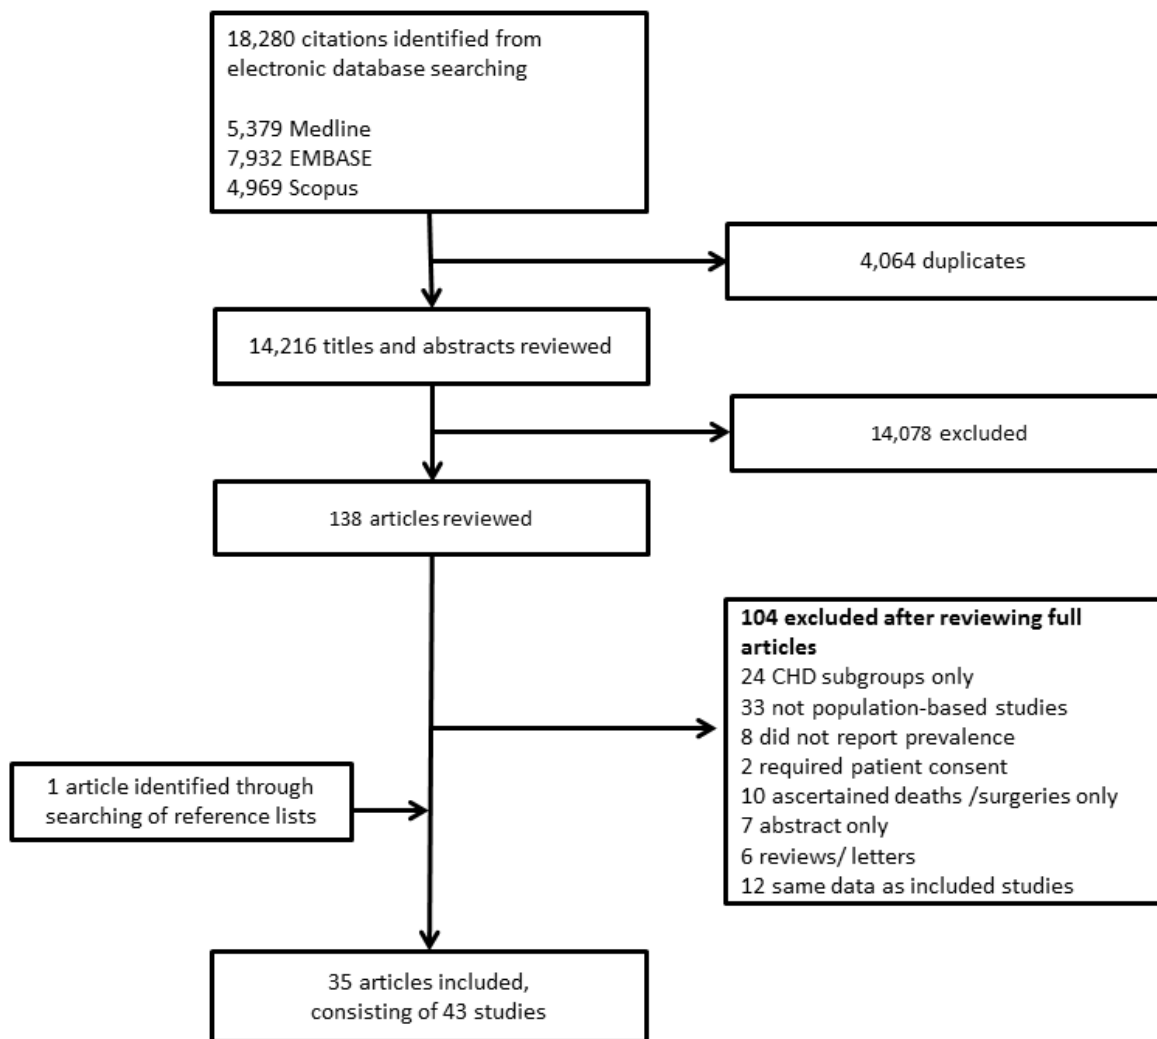 18,280 citations identified from
electronic database searching
5,379 Medline
7,932 EMBASE
4,969 Scopus
4,064 duplicates
14,216 titles and abstracts reviewed
14,078 excluded
138 articles reviewed
104 excluded after reviewing full
articles
24 CHD subgroups only
33 not population-based studies
8 did not report prevalence
2 required patient consent
10 ascertained deaths /surgeries only
7 abstract only
6 reviews/ letters
12 same data as included studies
1 article identified through
searching of reference lists
35 articles included,
consisting of 43 studies